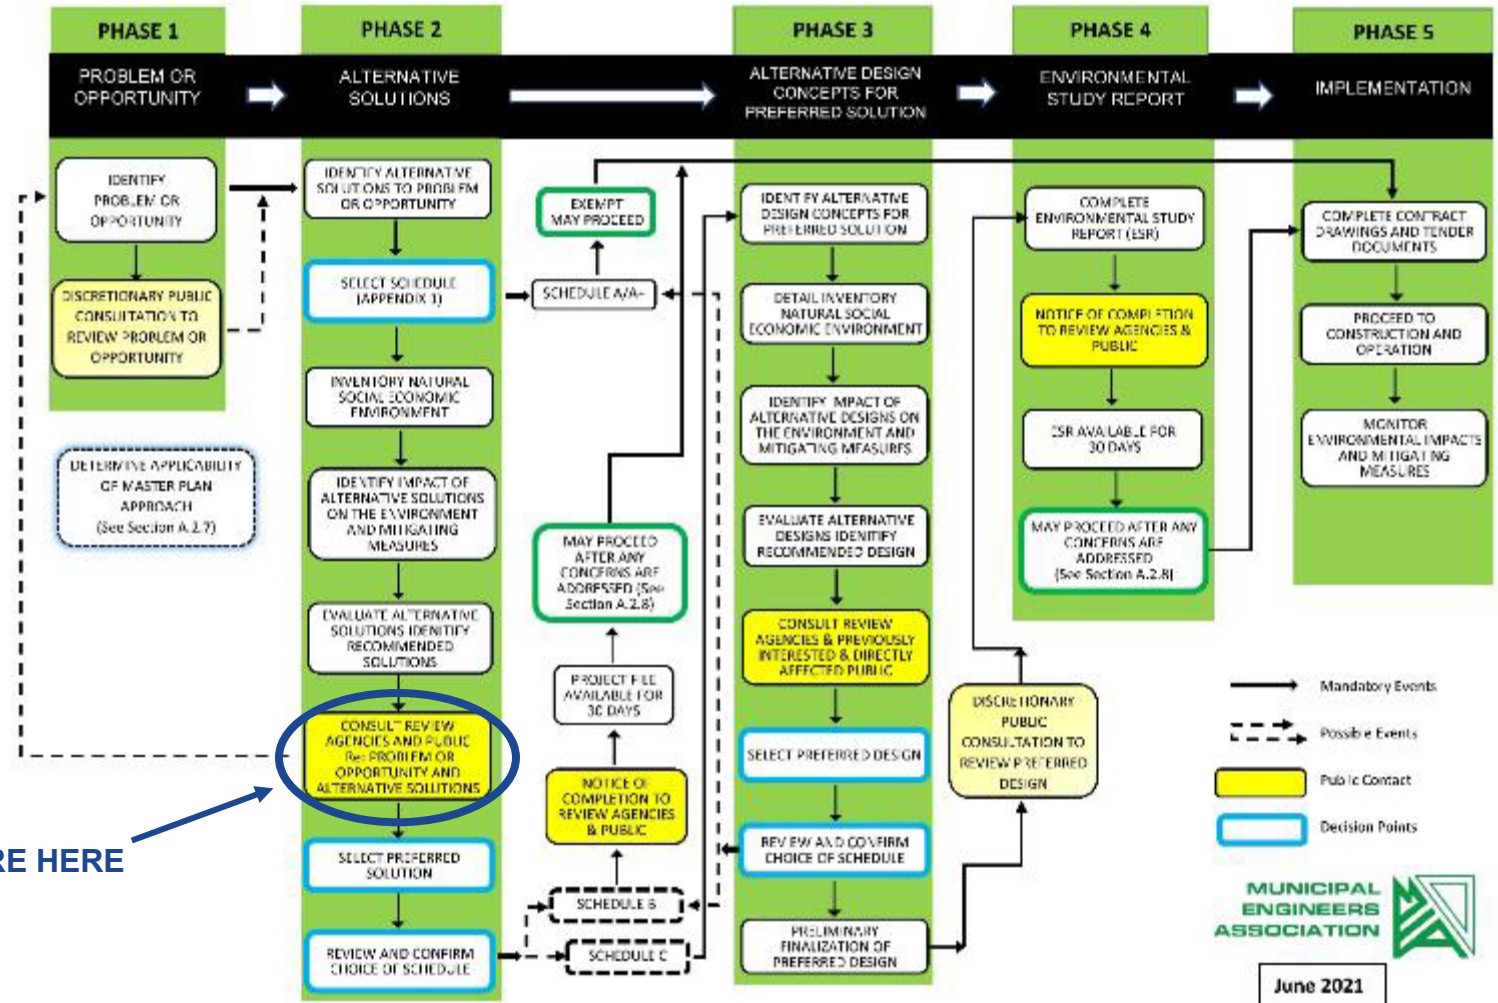 PHASE 1
PROBLEM OR
OPPORTUNITY
IDENTIFY
PROBLEM OR
OPPORTUNITY
DISCRETIONARY PUBLIC
CONSULTATION TO
REVIEW PROBLEM OR
OPPORTUNITY
DETERMINE APPLICABILITY
OF MASTER PLAN
APPROACH
(See Section A.2.7)
RE HERE
PHASE 2
ALTERNATIVE
SOLUTIONS
IDENTIFY ALTERNATIVE
SOLUTIONS TO PROBLEM
OR OPPORTUNITY
SELECT SCHEDULE
(APPENDIX 1)
INVENTORY NATURAL
SOCIAL ECONOMIC
ENVIRONMENT
IDENTIFY IMPACT OF
ALTERNATIVE SOLUTIONS
ON THE ENVIRONMENT
AND MITIGATING
MEASURES
EVALUATE ALTERNATIVE
SOLUTIONS IDENTITIFY
RECOMMENDED
SOLUTIONS
CONSULT REVIEW
AGENCIES AND PUBLIC
Re: PROBLEM OR
OPPORTUNITY AND
ALTERNATIVE SOLUTIONS
SELECT PREFERRED
SOLUTION
REVIEW AND CONFIRM
CHOICE OF SCHEDULE
EXEMPT
MAY PROCEED
SCHEDULE A/A+
MAY PROCEED
AFTER ANY
CONCERNS ARE
ADDRESSED (See
Section A.2.8)
PROJECT FILE
AVAILABLE FOR
30 DAYS
NOTICE OF
COMPLETION TO
REVIEW AGENCIES
& PUBLIC
SCHEDULE B
SCHEDULE C
PHASE 3
ALTERNATIVE DESIGN
CONCEPTS FOR
PREFERRED SOLUTION
IDENTIFY ALTERNATIVE
DESIGN CONCEPTS FOR
PREFERRED SOLUTION
DETAIL INVENTORY
NATURAL SOCIAL
ECONOMIC ENVIRONMENT
IDENTIFY IMPACT OF
ALTERNATIVE DESIGNS ON
THE ENVIRONMENT AND
MITIGATING MEASURES
EVALUATE ALTERNATIVE
DESIGNS IDENTITIFY
RECOMMENDED DESIGN
CONSULT REVIEW
AGENCIES & PREVIOUSLY
INTERESTED & DIRECTLY
AFFECTED PUBLIC
SELECT PREFERRED DESIGN
REVIEW AND CONFIRM
CHOICE OF SCHEDULE
PRELIMINARY
FINALIZATION OF
PREFERRED DESIGN
DISCRETIONARY
PUBLIC
CONSULTATION TO
REVIEW PREFERRED
DESIGN
PHASE 4
ENVIRONMENTAL
STUDY REPORT
COMPLETE
ENVIRONMENTAL STUDY
REPORT (ESR)
NOTICE OF COMPLETION
TO REVIEW AGENCIES &
PUBLIC
ESR AVAILABLE FOR
30 DAYS
MAY PROCEED AFTER ANY
CONCERNS ARE
ADDRESSED
(See Section A.2.8)
PHASE 5
IMPLEMENTATION
COMPLETE CONTRACT
DRAWINGS AND TENDER
DOCUMENTS
PROCEED TO
CONSTRUCTION AND
OPERATION
MONITOR
ENVIRONMENTAL IMPACTS
AND MITIGATING
MEASURES
Mandatory Events
Possible Events
Public Contact
Decision Points
MUNICIPAL
ENGINEERS
ASSOCIATION
June 2021